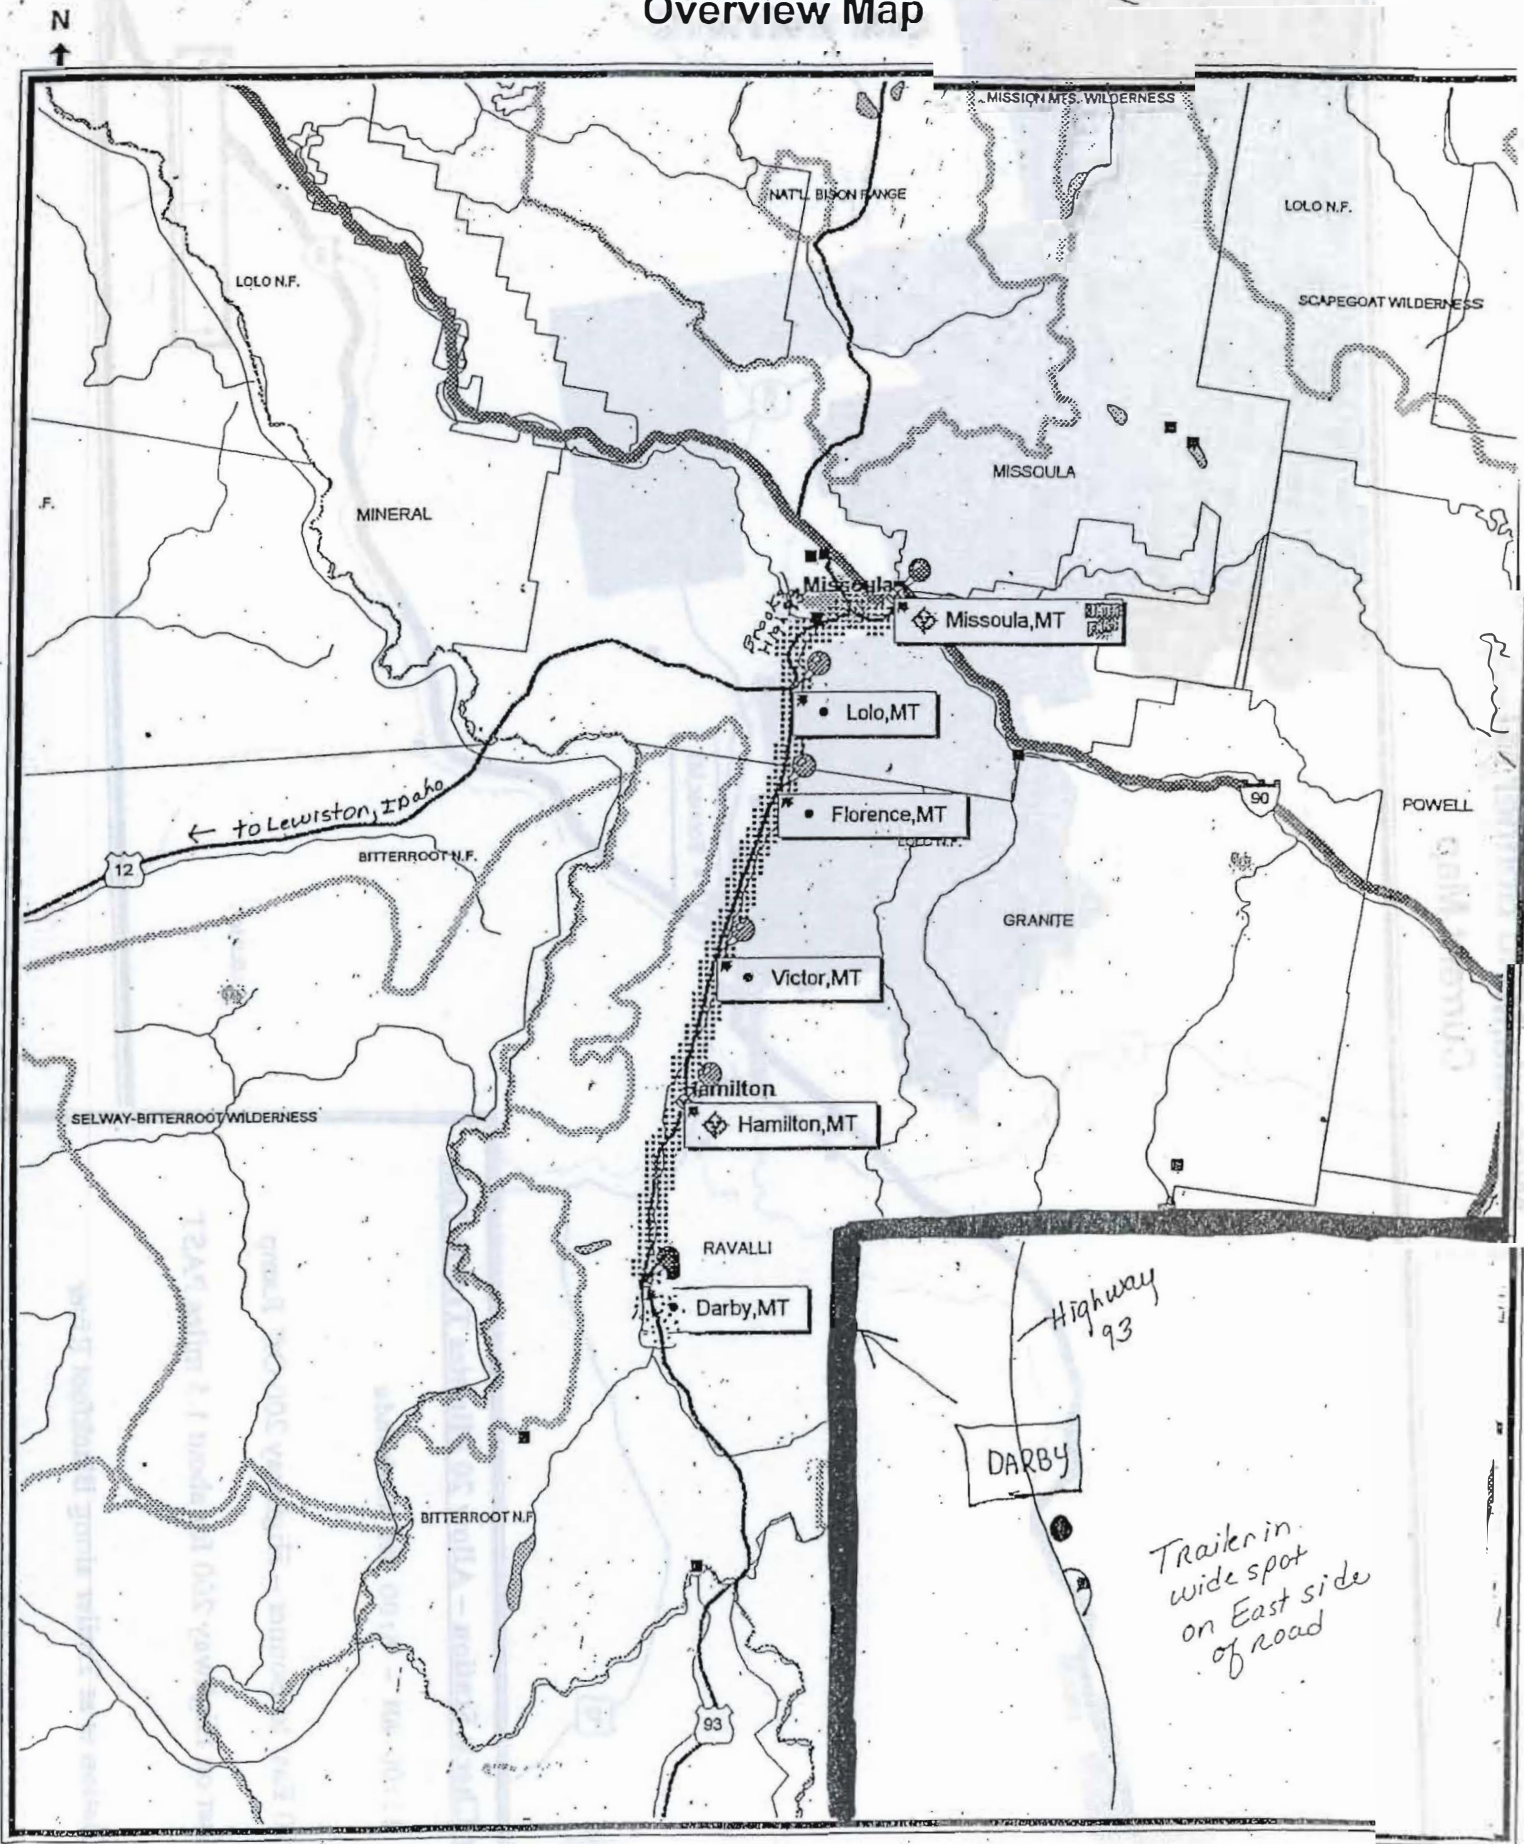 Overview Map
N
MISSION MTS. WILDERNESS
NAT'L. BISON RANGE
LOLO N.F.
LOLO N.F.
SCAPEGOAT WILDERNESS
MISSOULA
.F.
MINERAL
Missoula
Missoula,MT
Lolo,MT
90
POWELL
← to Lewiston, Idaho
Florence,MT
LOLO N.F.
BITTERROOT N.F.
12
GRANITE
Victor,MT
Hamilton
SELWAY-BITTERROOT WILDERNESS
Hamilton,MT
RAVALLI
Darby,MT
Highway
93
DARBY
BITTERROOT N.F
Trailer in
wide spot
on East side
of road
93